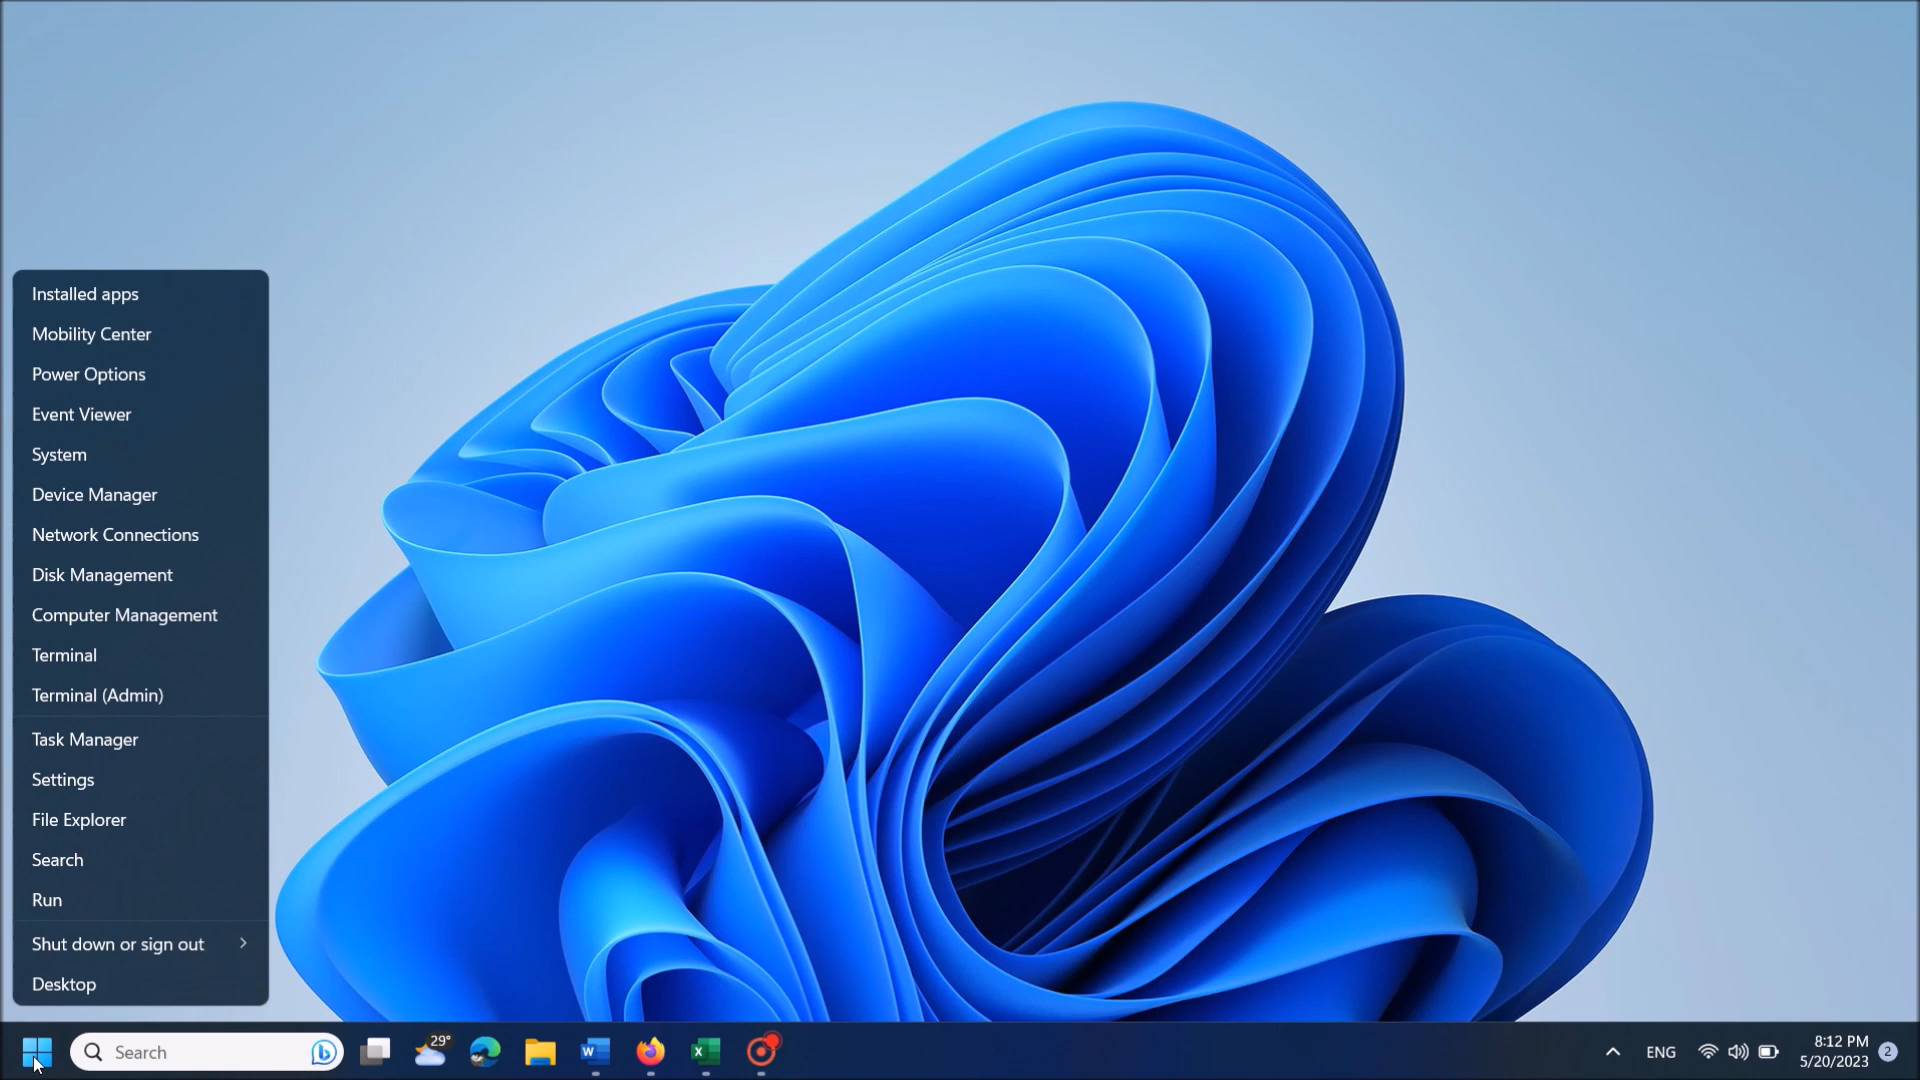 Installed apps
Mobility Center
Power Options
Event Viewer
System
Device Manager
Network Connections
Disk Management
Computer Management
Terminal
Terminal (Admin)
Task Manager
Settings
File Explorer
Search
Run
Shut down or sign out
Desktop
Search
29°
ENG
8:12 PM
5/20/2023
2